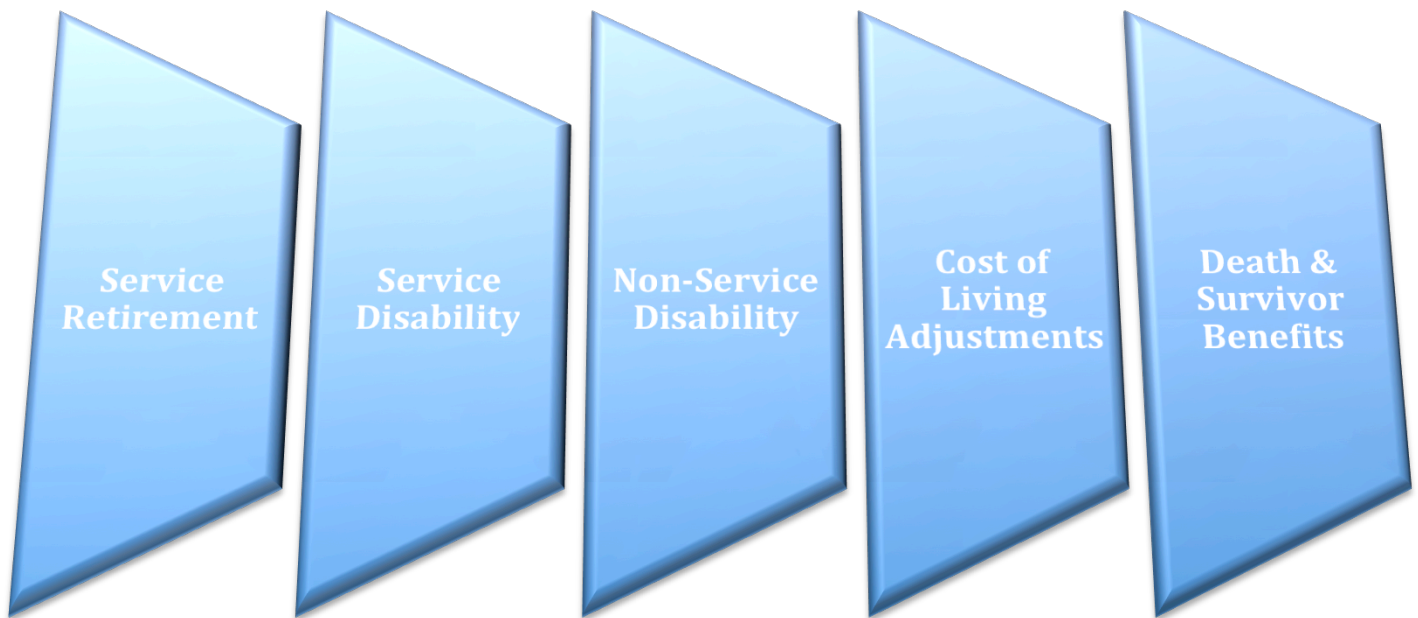 Service
Retirement
Service
Disability
Non-Service
Disability
Cost of
Living
Adjustments
Death &
Survivor
Benefits